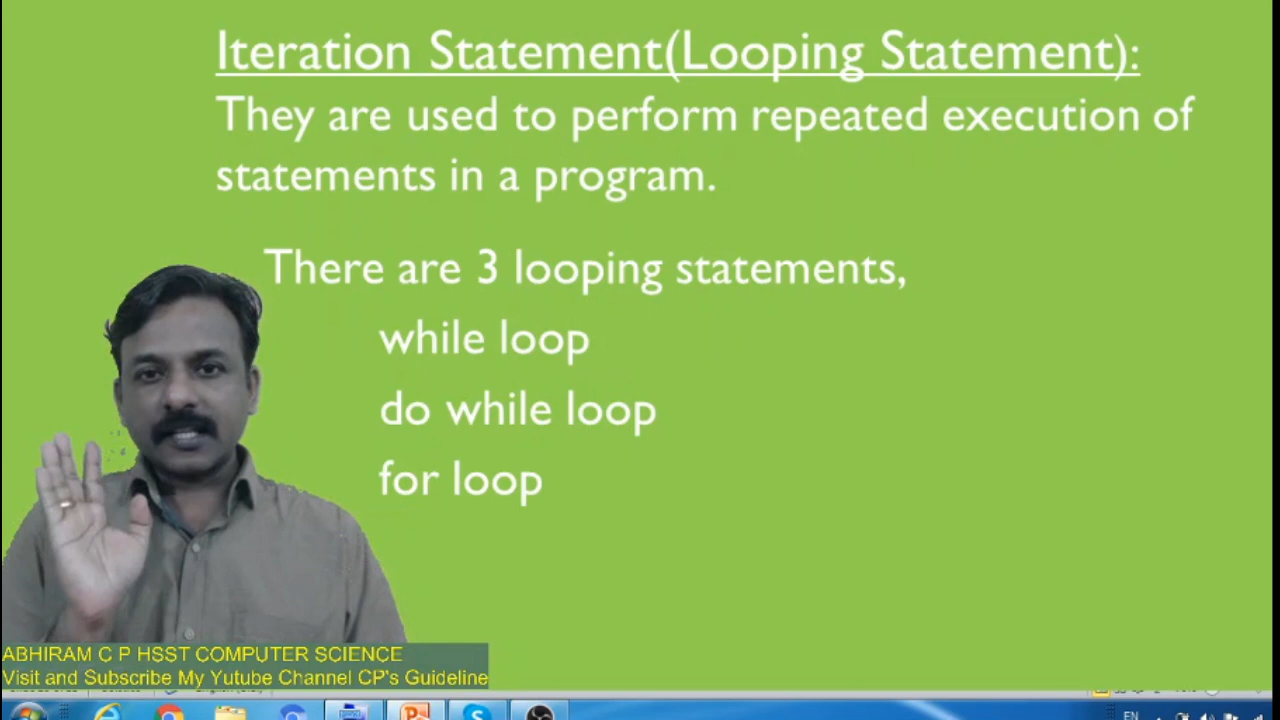 Iteration Statement(Looping Statement):
They are used to perform repeated execution of
statements in a program.
There are 3 looping statements,
while loop
do while loop
for loop
ABHIRAM C P HSST COMPUTER SCIENCE
Visit and Subscribe My Yutube Channel CP's Guideline
EN